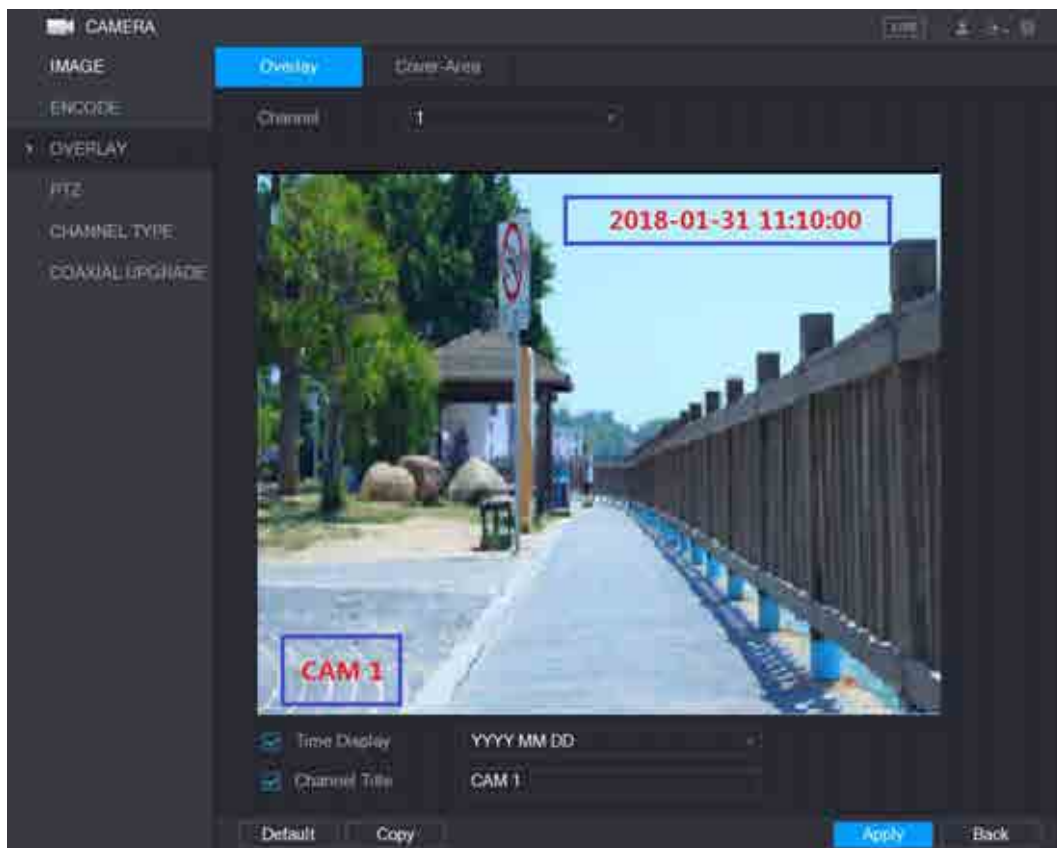 CAMERA
LIVE
IMAGE
ENCODE
OVERLAY
PTZ
CHANNEL TYPE
COAXIAL UPGRADE
Overlay Cover-Area
Channel 1
2018-01-31 11:10:00
CAM 1
Time Display YYYY MM DD
Channel Title CAM 1
Default Copy Apply Back